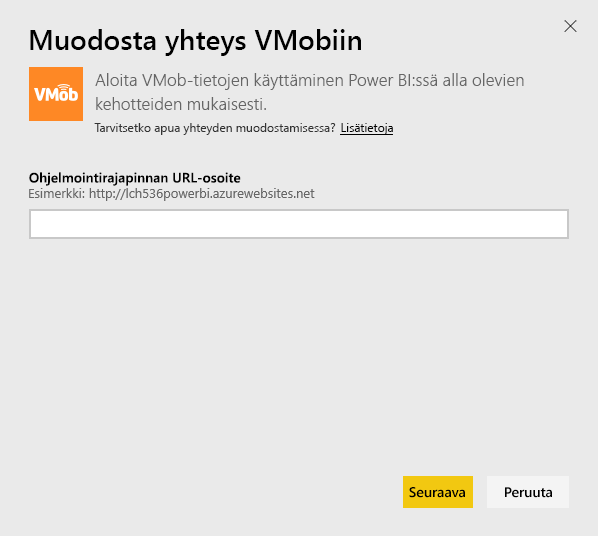 Muodosta yhteys VMobiin
VMob
Aloita VMob-tietojen käyttäminen Power BI:ssä alla olevien
kehotteiden mukaisesti.
Tarvitsetko apua yhteyden muodostamisessa? Lisätietoja
Ohjelmointirajapinnan URL-osoite
Esimerkki: http://lch536powerbi.azurewebsites.net
Seuraava
Peruuta